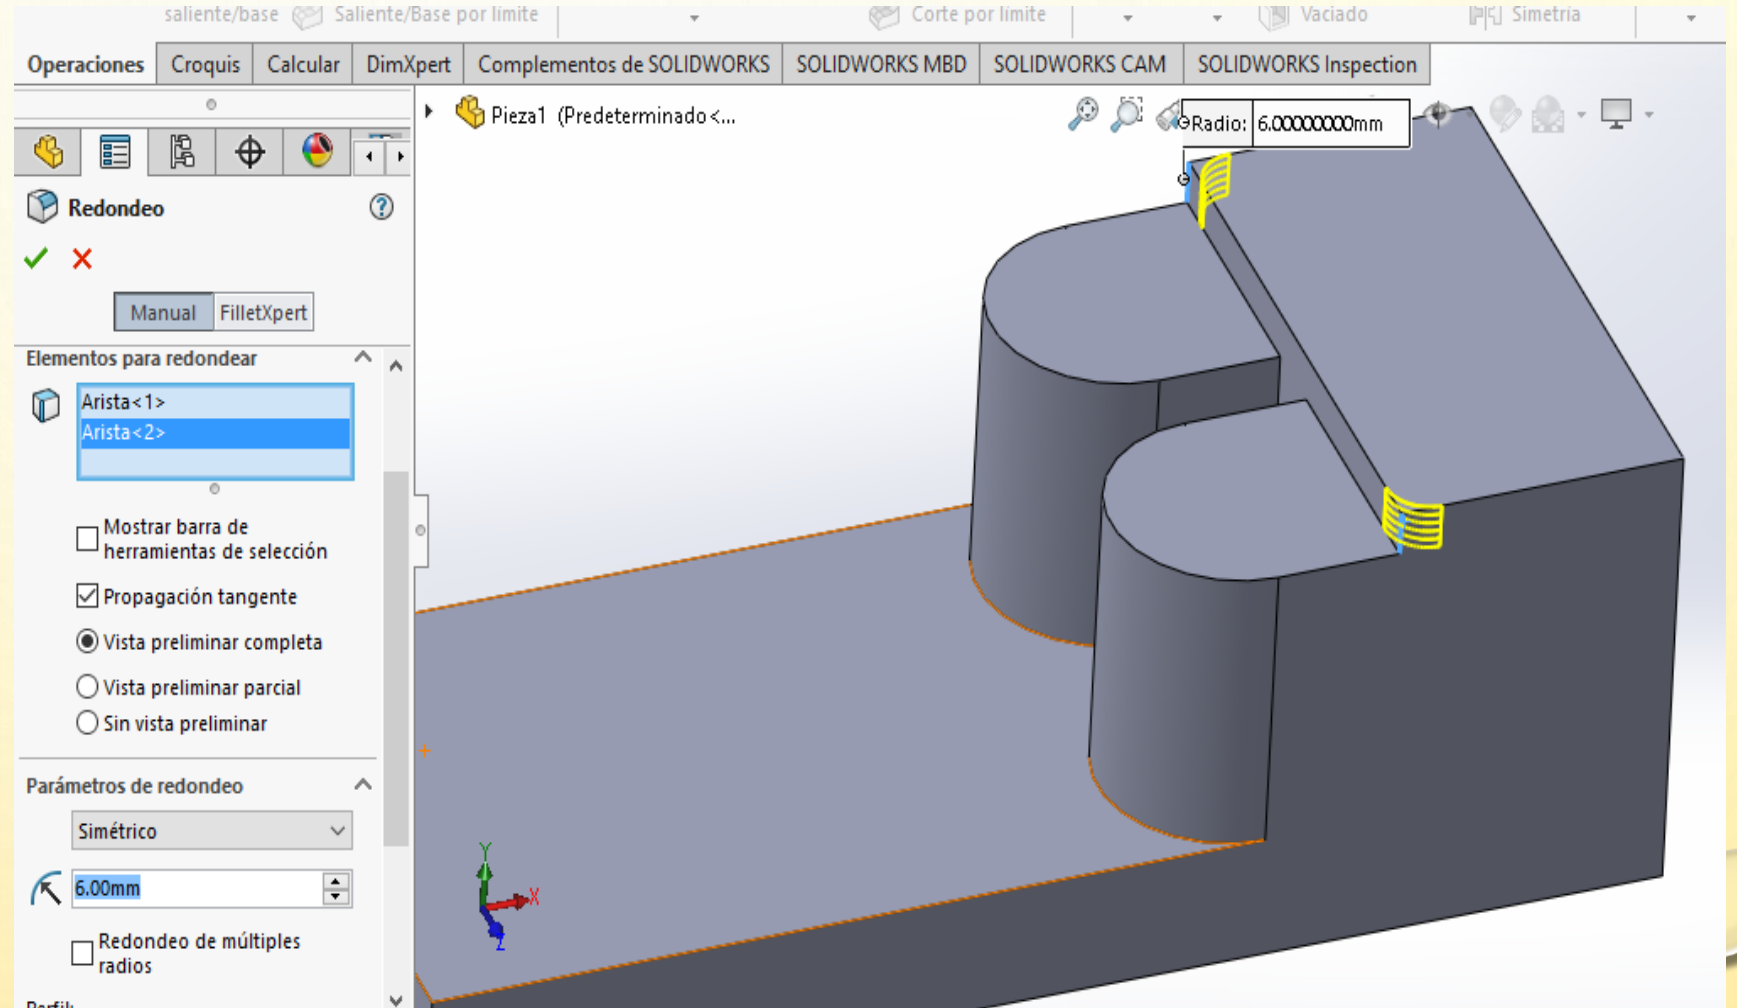 saliente/base Saliente/Base por límite Corte por límite Vaciado Simetría
Operaciones Croquis Calcular DimXpert Complementos de SOLIDWORKS SOLIDWORKS MBD SOLIDWORKS CAM SOLIDWORKS Inspection
Pieza1 (Predeterminado<...
Radio: 6.00000000mm
Redondeo
Manual FilletXpert
Elementos para redondear
Arista<1>
Arista<2>
Mostrar barra de
herramientas de selección
Propagación tangente
Vista preliminar completa
Vista preliminar parcial
Sin vista preliminar
Parámetros de redondeo
Simétrico
Y
6.00mm
X
Z
Redondeo de múltiples
radios